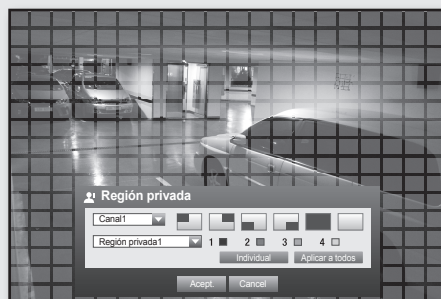 Región privada
Canal1
Región privada1 1 2 3 4
Individual Aplicar a todos
Acept. Cancel